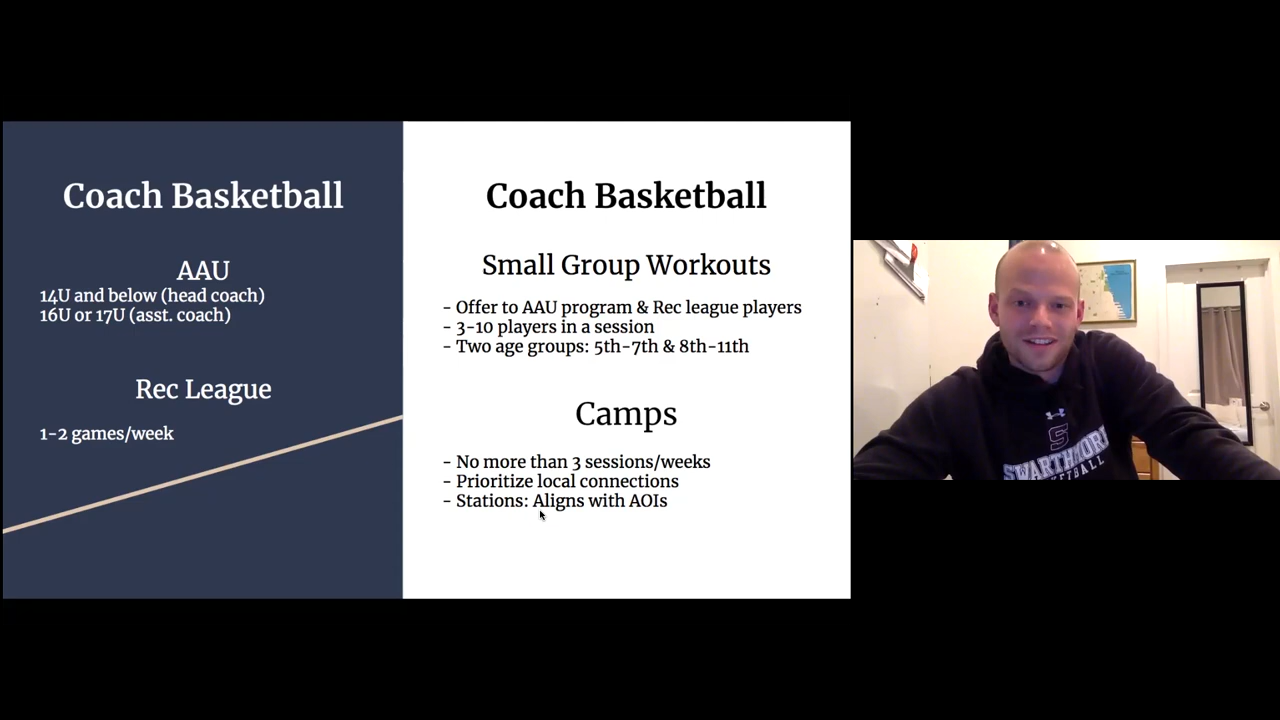 Coach Basketball
AAU
14U and below (head coach)
16U or 17U (asst. coach)
Rec League
1-2 games/week
Coach Basketball
Small Group Workouts
- Offer to AAU program & Rec league players
- 3-10 players in a session
- Two age groups: 5th-7th & 8th-11th
Camps
- No more than 3 sessions/weeks
- Prioritize local connections
- Stations: Aligns with AOIs
S
SWARTHMORE